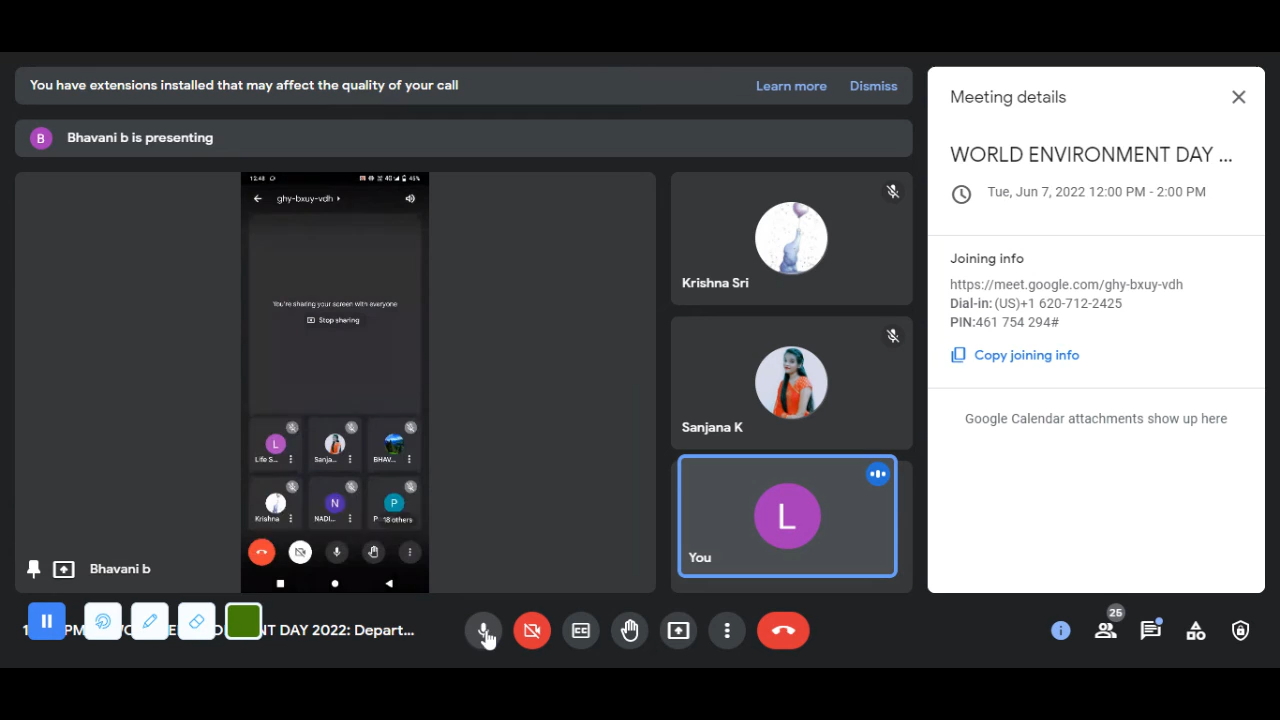 You have extensions installed that may affect the quality of your call
Learn more
Dismiss
B
Bhavani b is presenting
12:48
45%
ghy-bxuy-vdh
You're sharing your screen with everyone
Stop sharing
L
Life S...
Sanja...
BHAV...
Krishna
N
NADI...
P
P
18 others
Bhavani b
Krishna Sri
Sanjana K
L
You
Meeting details
WORLD ENVIRONMENT DAY ...
Tue, Jun 7, 2022 12:00 PM - 2:00 PM
Joining info
https://meet.google.com/ghy-bxuy-vdh
Dial-in: (US)+1 620-712-2425
PIN:461 754 294#
Copy joining info
Google Calendar attachments show up here
NT DAY 2022: Depart...
25